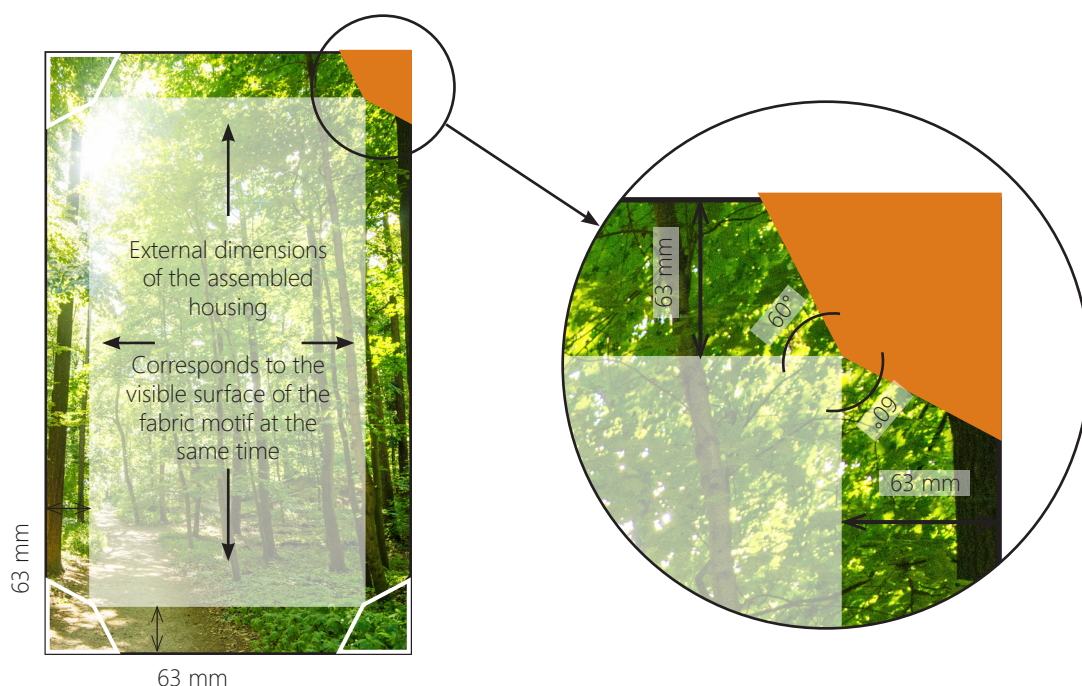 External dimensions
of the assembled
housing
Corresponds to the
visible surface of the
fabric motif at the
same time
63 mm
63 mm
63 mm
60°
60°
63 mm